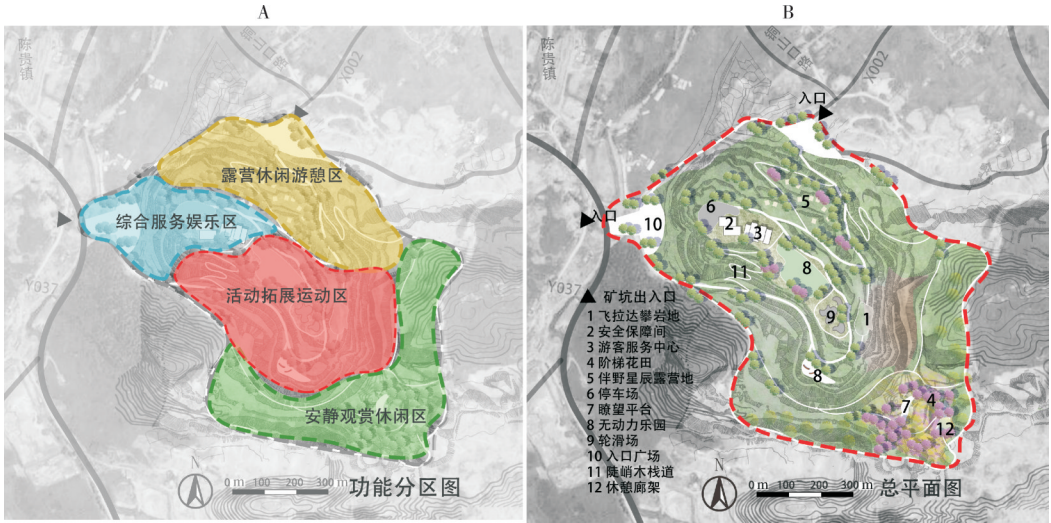 A
陈贵镇
X002
露营休闲游憩区
综合服务娱乐区
活动拓展运动区
Y037
安静观赏休闲区
N
0 m 100 m 200 m 300 m
功能分区图
B
陈贵镇
X002
入口
入口
10
6
2
3
5
11
8
9
1
8
7
4
12
Y037
矿坑出入口
1 飞拉达攀岩地
2 安全保障间
3 游客服务中心
4 阶梯花田
5 伴野星辰露营地
6 停车场
7 瞭望平台
8 无动力乐园
9 轮滑场
10 入口广场
11 陡峭木栈道
12 休憩廊架
N
0 m 100 m 200 m 300 m
总平面图